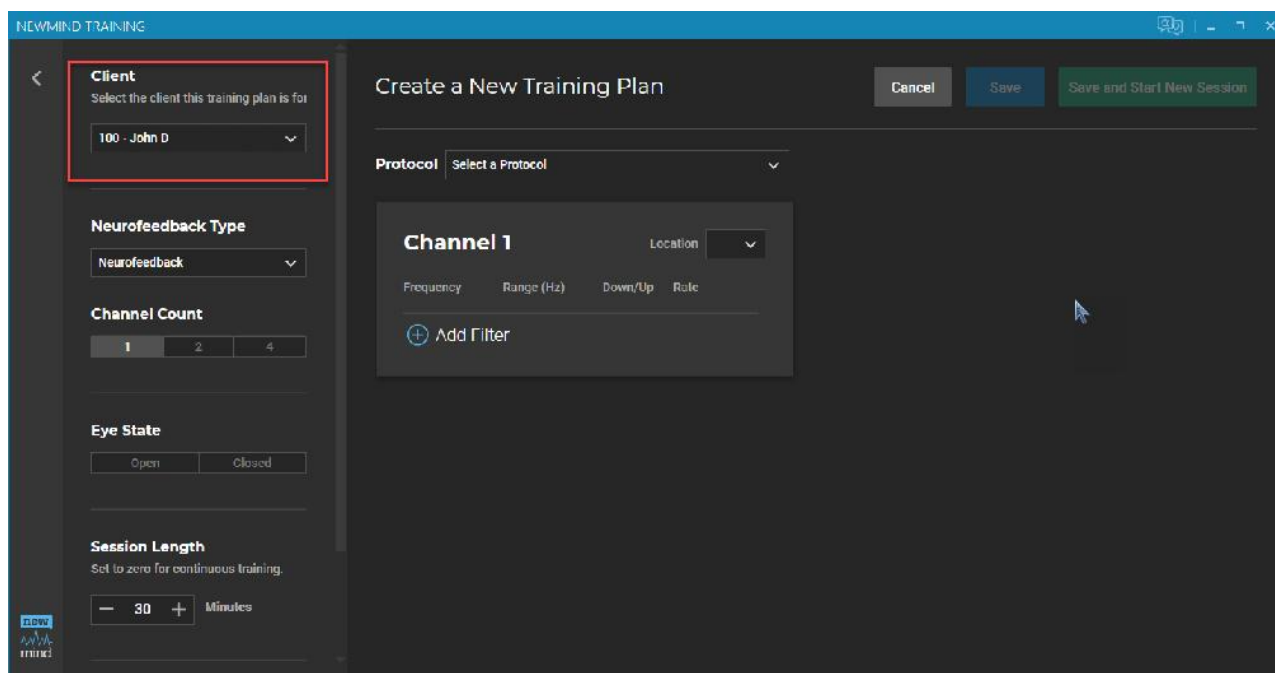 NEWMIND TRAINING
Client
Select the client this training plan is for
100 - John D
Neurofeedback Type
Neurofeedback
Channel Count
1 2 4
Eye State
Open Closed
Session Length
Set to zero for continuous training.
30 Minutes
new
mind
Create a New Training Plan
Cancel Save Save and Start New Session
Protocol Select a Protocol
Channel 1 Location
Frequency Range (Hz) Down/Up Rate
Add Filter